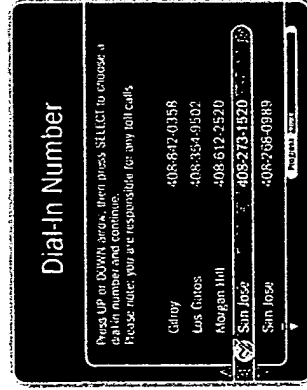 Dial-In Number
Press UP or DOWN arrow, then press SELECT to choose a
dial-in number and continue.
Please note: you are responsible for any toll calls
Gilroy 408-842-0358
Los Gatos 408-354-9502
Morgan Hill 408-612-2520
San Jose 408-273-1520
San Jose 408-268-0989